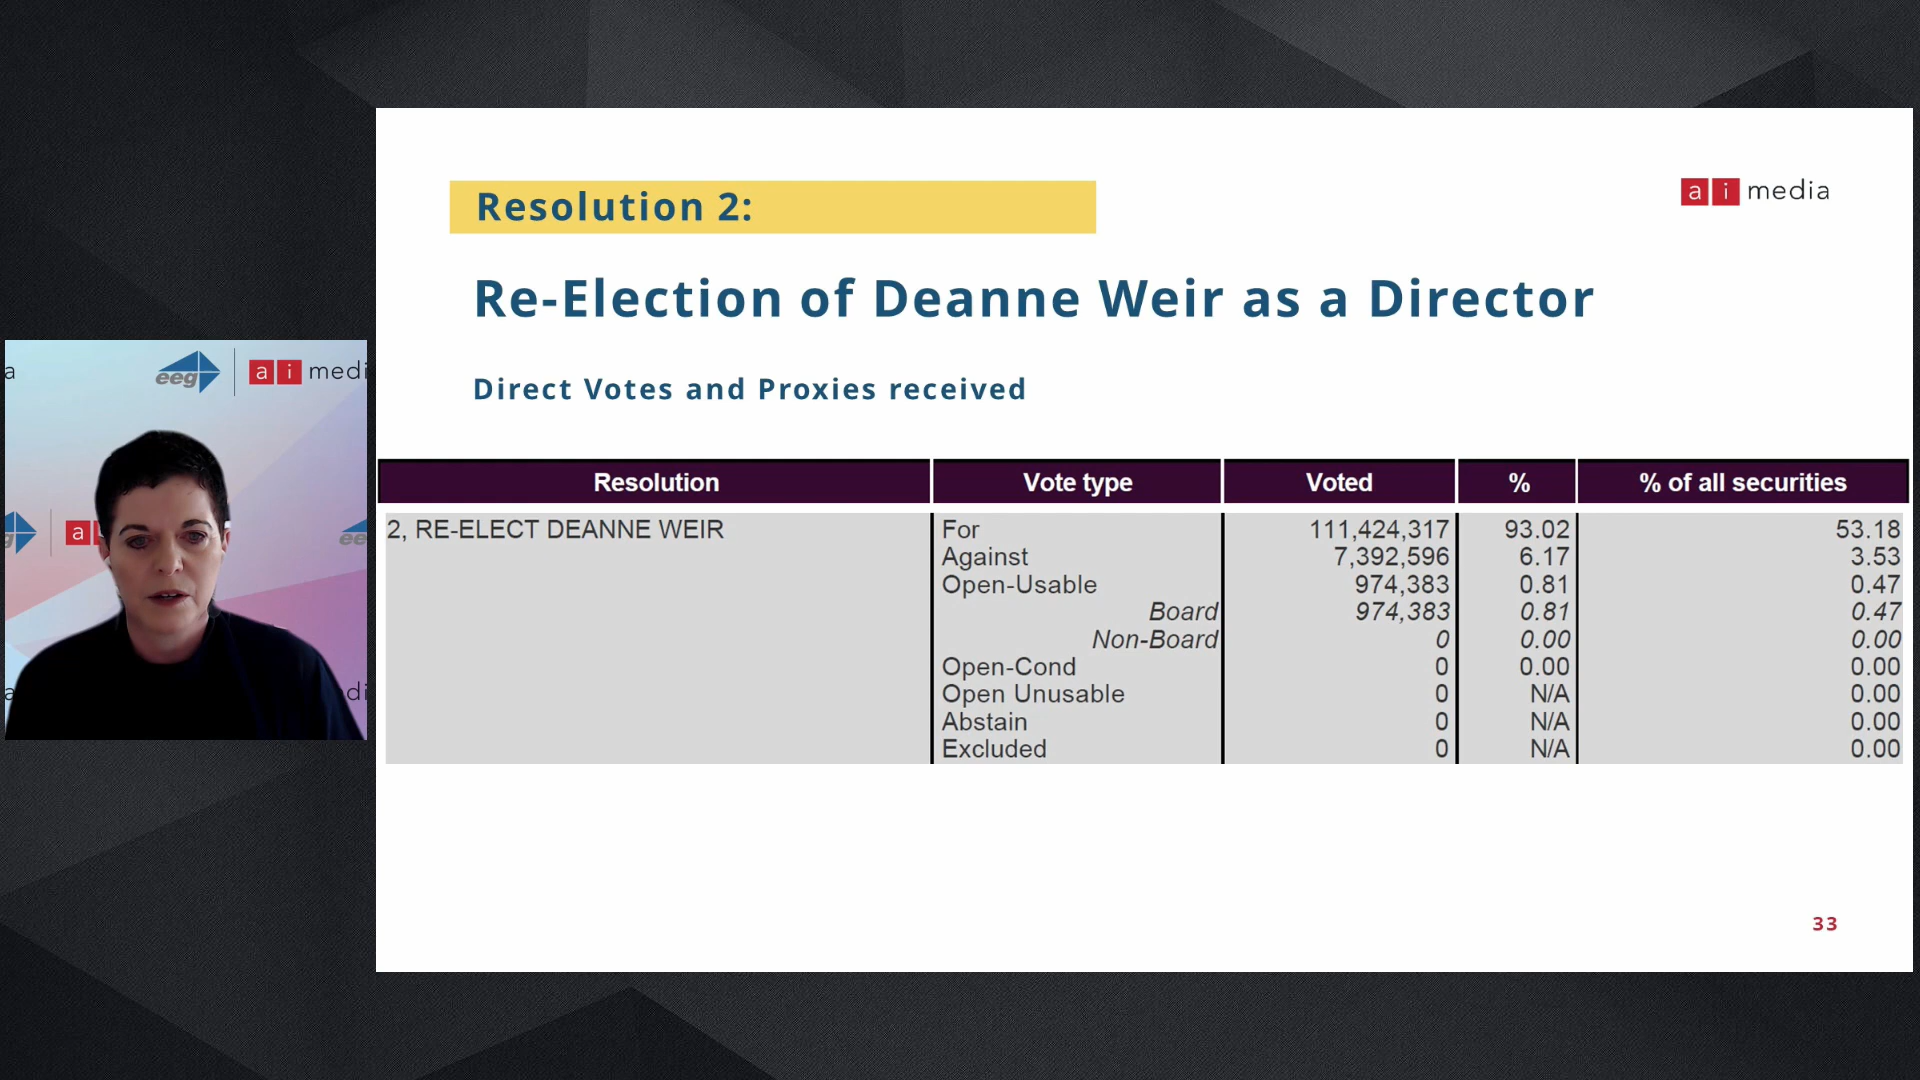 Resolution 2:
ai media
Re-Election of Deanne Weir as a Director
Direct Votes and Proxies received
a
eeg
ai medi
a
ee
di
Resolution Vote type Voted % % of all securities
2, RE-ELECT DEANNE WEIR For 111,424,317 93.02 53.18
Against 7,392,596 6.17 3.53
Open-Usable 974,383 0.81 0.47
Board 974,383 0.81 0.47
Non-Board 0 0.00 0.00
Open-Cond 0 0.00 0.00
Open Unusable 0 N/A 0.00
Abstain 0 N/A 0.00
Excluded 0 N/A 0.00
33